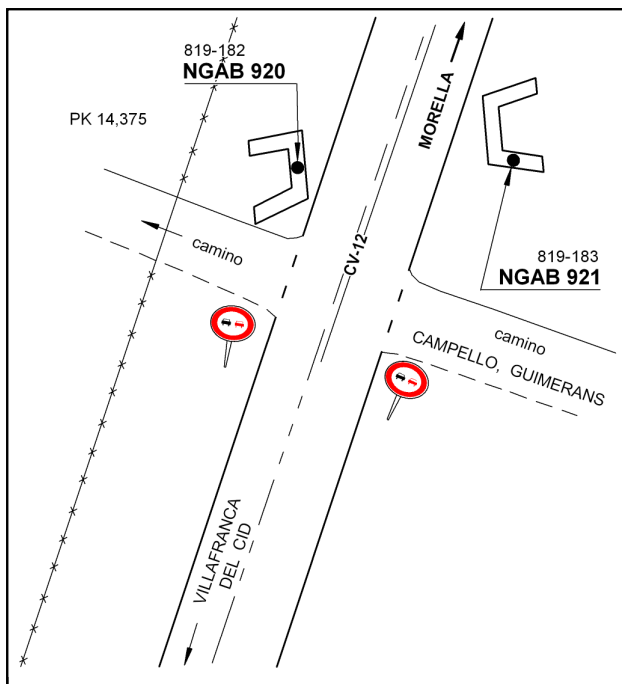 819-182
NGAB 920
PK 14,375
MORELLA
camino
CV-12
819-183
NGAB 921
camino
CAMPELLO, GUIMERANS
VILLAFRANCA
DEL CID